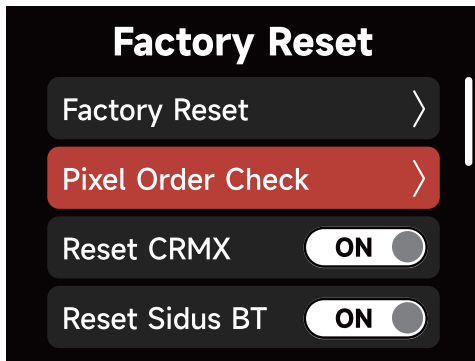 Factory Reset
Factory Reset
Pixel Order Check
Reset CRMX
ON
Reset Sidus BT
ON